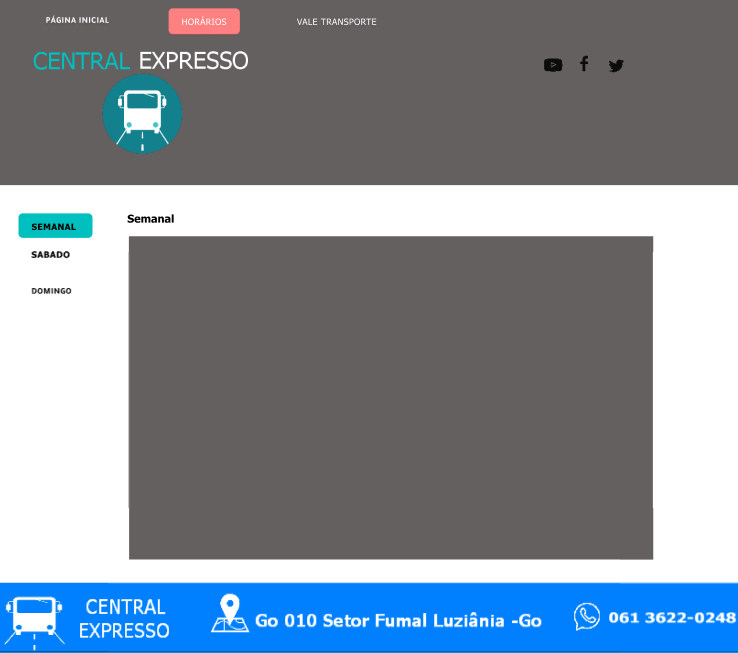 PÁGINA INICIAL
HORÁRIOS
VALE TRANSPORTE
CENTRAL EXPRESSO
SEMANAL
Semanal
SABADO
DOMINGO
CENTRAL
EXPRESSO
Go 010 Setor Fumal Luziânia -Go
061 3622-0248